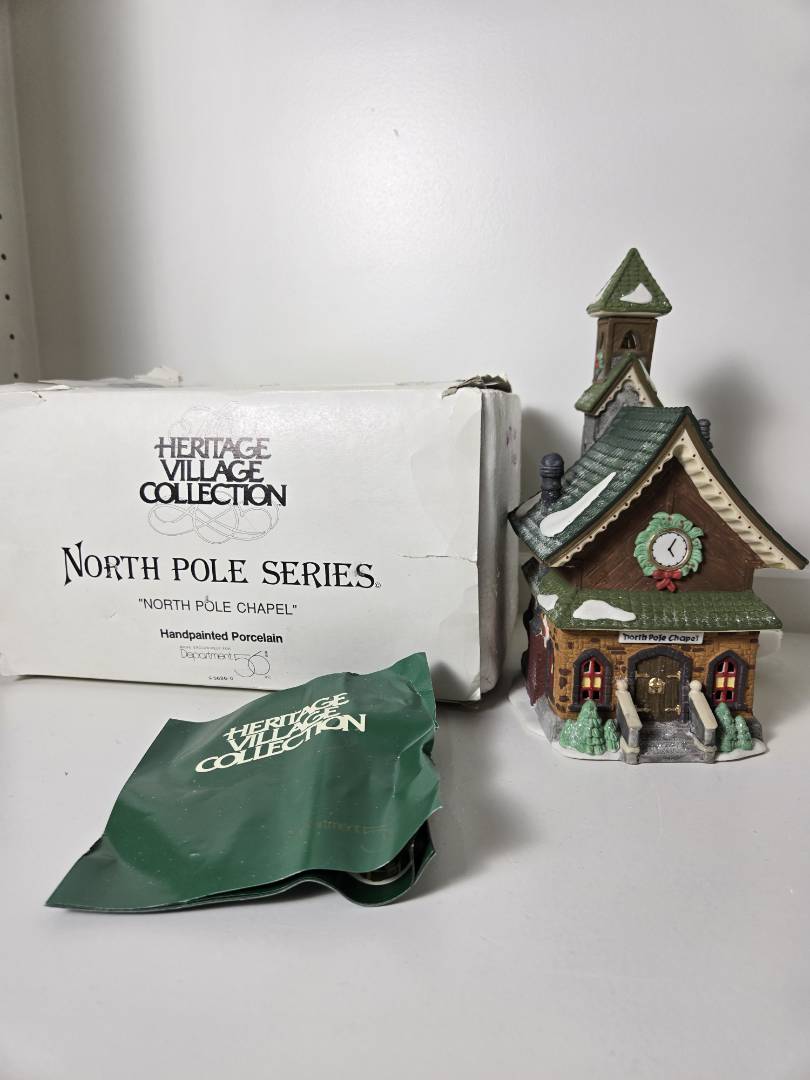 HERITAGE
VILLAGE
COLLECTION
NORTH POLE SERIES
"NORTH POLE CHAPEL"
Handpainted Porcelain
Department 56
North Pole Chapel
HERITAGE
VILLAGE
COLLECTION